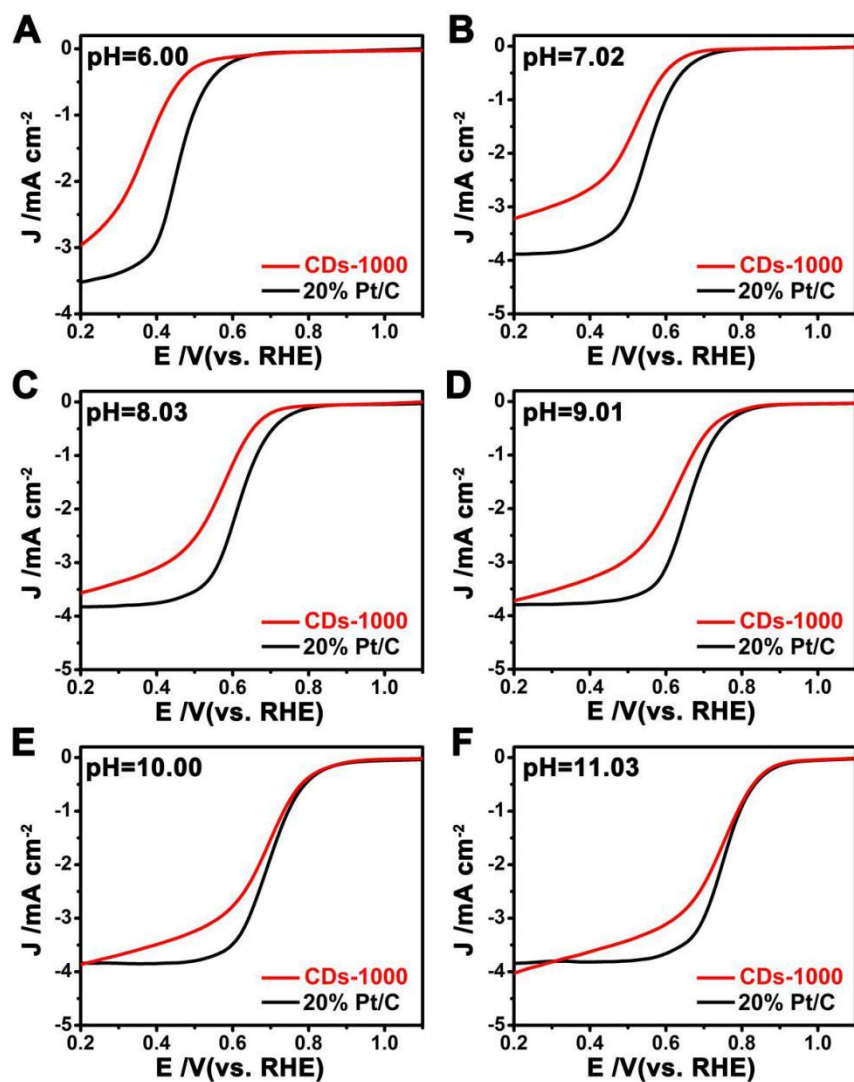 A
pH=6.00
0
-1
-2
-3
-4
J /mA cm-2
CDs-1000
20% Pt/C
0.2 0.4 0.6 0.8 1.0
E /V(vs. RHE)
B
pH=7.02
0
-1
-2
-3
-4
-5
J /mA cm-2
CDs-1000
20% Pt/C
0.2 0.4 0.6 0.8 1.0
E /V(vs. RHE)
C
pH=8.03
0
-1
-2
-3
-4
-5
J /mA cm-2
CDs-1000
20% Pt/C
0.2 0.4 0.6 0.8 1.0
E /V(vs. RHE)
D
pH=9.01
0
-1
-2
-3
-4
-5
J /mA cm-2
CDs-1000
20% Pt/C
0.2 0.4 0.6 0.8 1.0
E /V(vs. RHE)
E
pH=10.00
0
-1
-2
-3
-4
-5
J /mA cm-2
CDs-1000
20% Pt/C
0.2 0.4 0.6 0.8 1.0
E /V(vs. RHE)
F
pH=11.03
0
-1
-2
-3
-4
-5
J /mA cm-2
CDs-1000
20% Pt/C
0.2 0.4 0.6 0.8 1.0
E /V(vs. RHE)